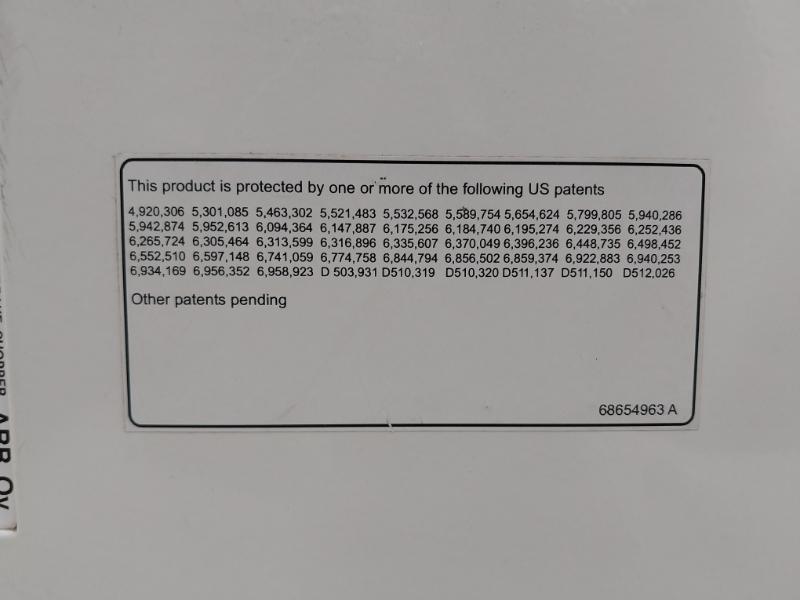 This product is protected by one or more of the following US patents
4,920,306 5,301,085 5,463,302 5,521,483 5,532,568 5,589,754 5,654,624 5,799,805 5,940,286
5,942,874 5,952,613 6,094,364 6,147,887 6,175,256 6,184,740 6,195,274 6,229,356 6,252,436
6,265,724 6,305,464 6,313,599 6,316,896 6,335,607 6,370,049 6,396,236 6,448,735 6,498,452
6,552,510 6,597,148 6,741,059 6,774,758 6,844,794 6,856,502 6,859,374 6,922,883 6,940,253
6,934,169 6,956,352 6,958,923 D 503,931 D510,319 D510,320 D511,137 D511,150 D512,026
Other patents pending
68654963 A
CHOPPER
ABB Oy